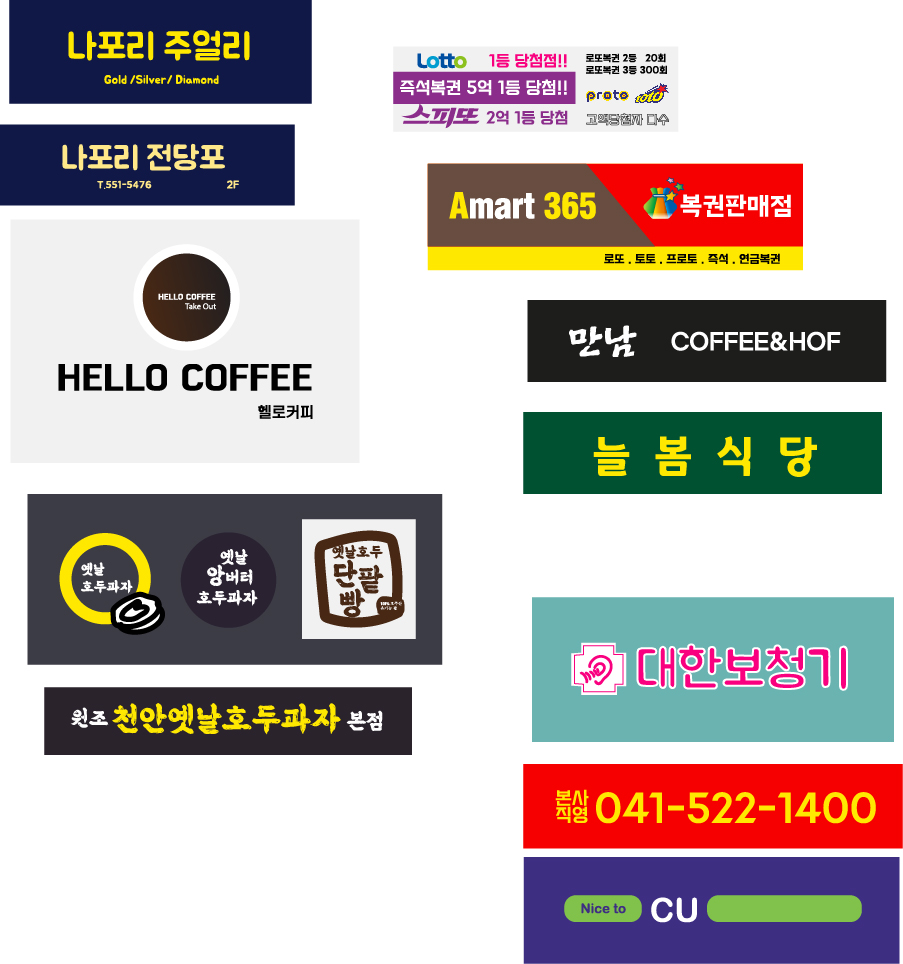 나포리 주얼리
Gold /Silver/ Diamond
나포리 전당포
T.551-5476 2F
HELLO COFFEE
Take Out
HELLO COFFEE
헬로커피
옛날
호두과자
옛날
앙버터
호두과자
옛날호두
단팥
빵
원조 천안옛날호두과자 본점
Lotto 1등 당첨점!!
즉석복권 5억 1등 당첨!!
스피또 2억 1등 당첨
로또복권 2등 20회
로또복권 3등 300회
proto TOTO
고액당첨자 다수
Amart 365
복권판매점
로또 . 토토 . 프로토 . 즉석 . 연금복권
만남 COFFEE&HOF
늘 봄 식 당
대한보청기
본사
직영
041-522-1400
Nice to CU